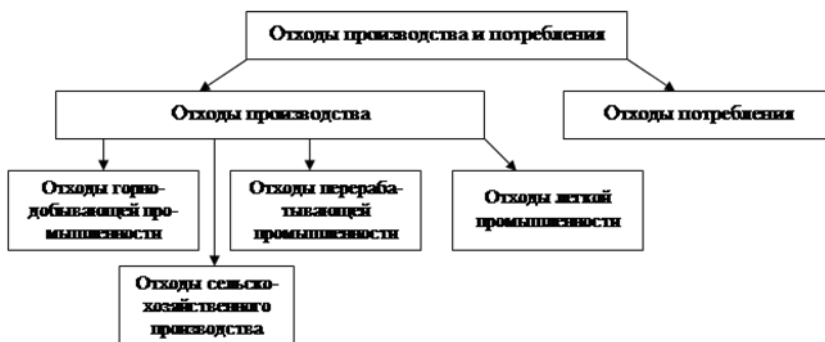 Отходы производства и потребления
Отходы производства
Отходы потребления
Отходы горно-
добывающей про-
мышленности
Отходы перераба-
тывающей
промышленности
Отходы легкой
промышленности
Отходы сельско-
хозяйственного
производства